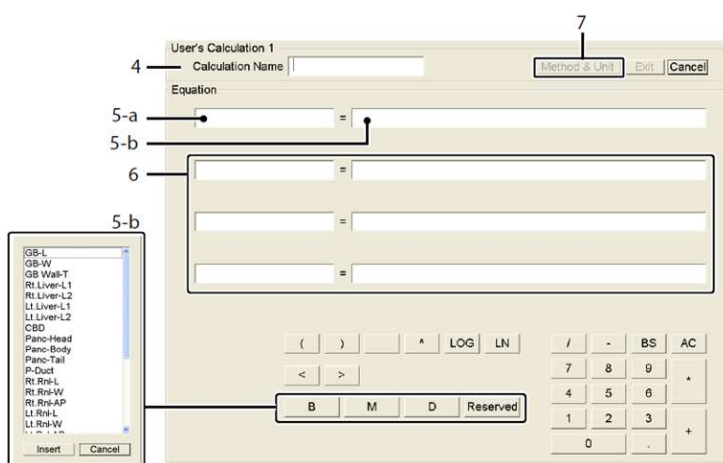 7
User's Calculation 1
4 Calculation Name Method & Unit Exit Cancel
Equation
5-a =
5-b
6 =
5-b =
=
GB-L
GB-W
GB Wall-T
Rt.Liver-L1
Rt.Liver-L2
Lt.Liver-L1
Lt.Liver-L2
CBD
Panc-Head
Panc-Body
Panc-Tail
P-Duct
Rt.Rnl-L
Rt.Rnl-W
Rt.Rnl-AP
Lt.Rnl-L
Lt.Rnl-W
Insert Cancel
( ) ^ LOG LN
< >
B M D Reserved
/ - BS AC
7 8 9 *
4 5 6
1 2 3 +
0 .